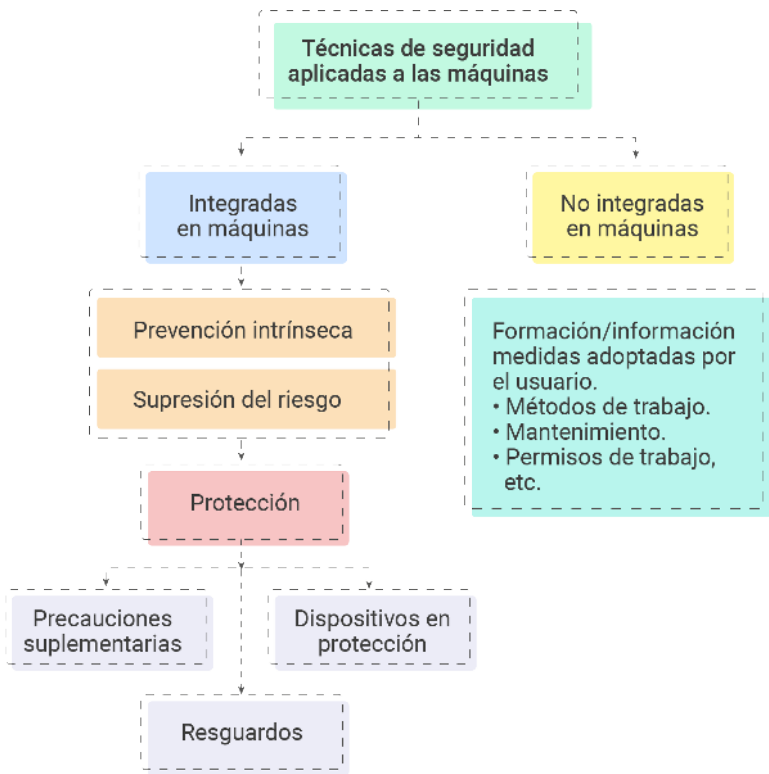 Técnicas de seguridad
aplicadas a las máquinas
Integradas
en máquinas
No integradas
en máquinas
Prevención intrínseca
Supresión del riesgo
Formación/información
medidas adoptadas por
el usuario.
• Métodos de trabajo.
• Mantenimiento.
• Permisos de trabajo,
etc.
Protección
Precauciones
suplementarias
Dispositivos en
protección
Resguardos